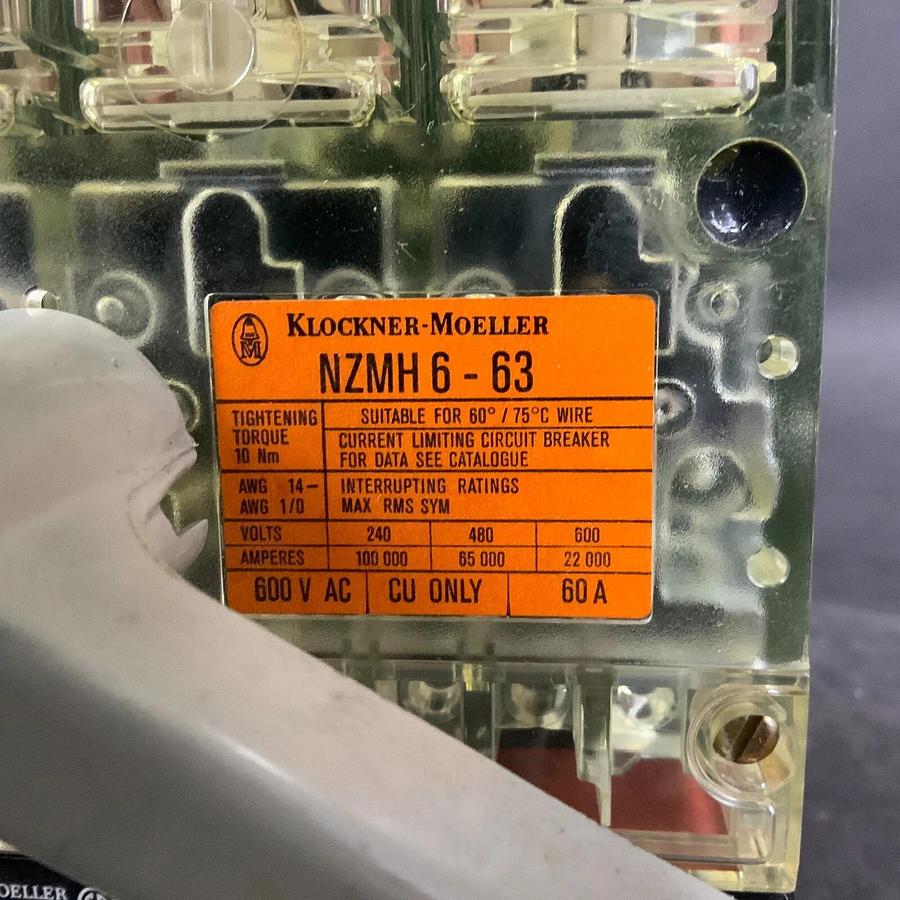 KLOCKNER-MOELLER
NZMH 6 - 63
TIGHTENING
TORQUE
10 Nm
SUITABLE FOR 60° / 75°C WIRE
CURRENT LIMITING CIRCUIT BREAKER
FOR DATA SEE CATALOGUE
AWG 14-
AWG 1/0
INTERRUPTING RATINGS
MAX RMS SYM
VOLTS 240 480 600
AMPERES 100 000 65 000 22 000
600 V AC CU ONLY 60 A
OELLER